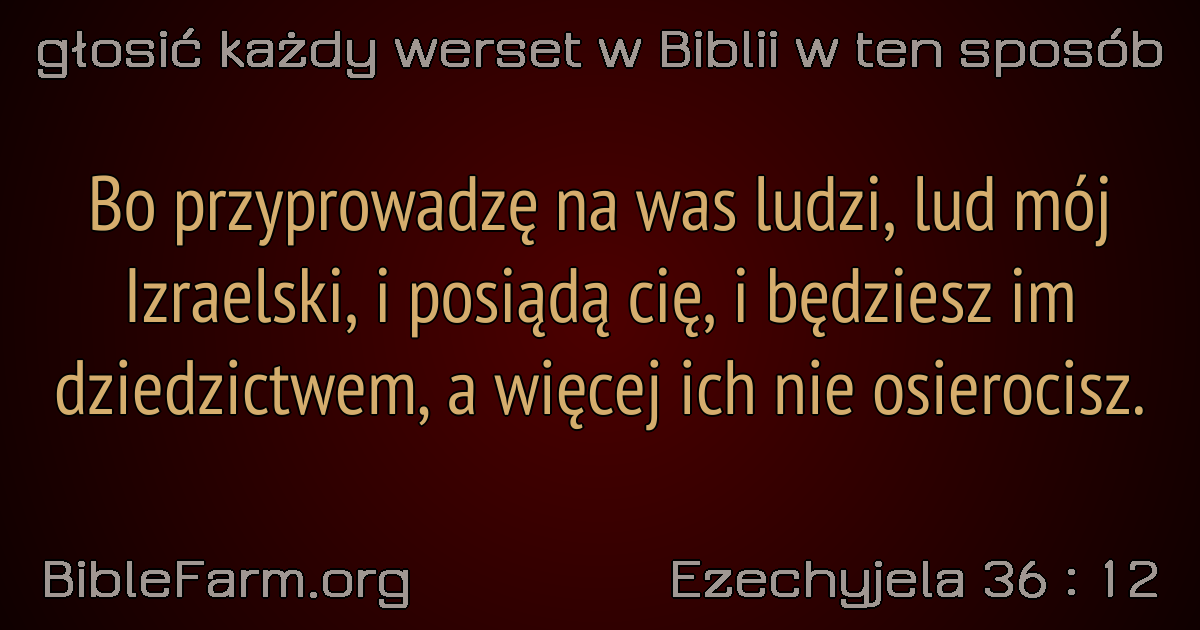 głosić każdy werset w Biblii w ten sposób
Bo przyprowadzę na was ludzi, lud mój
Izraelski, i posiądą cię, i będziesz im
dziedzictwem, a więcej ich nie osierocisz.
BibleFarm.org
Ezechyjela 36 : 12